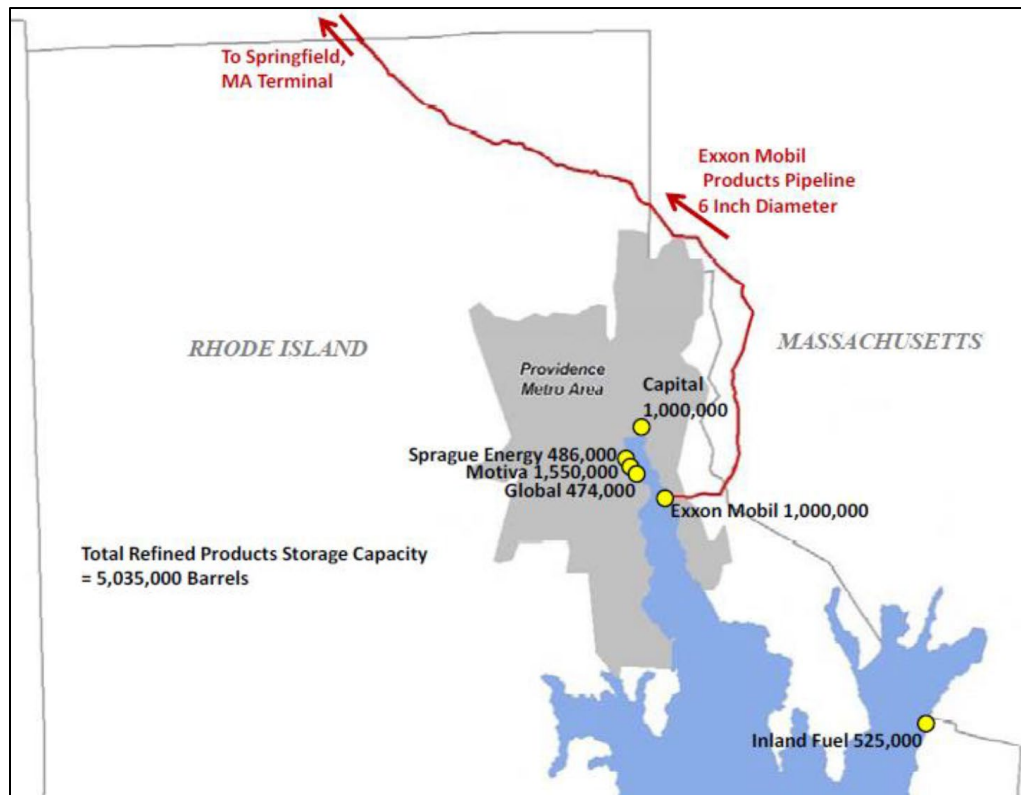 To Springfield,
MA Terminal
Exxon Mobil
Products Pipeline
6 Inch Diameter
RHODE ISLAND
MASSACHUSETTS
Providence
Metro Area
Capital
1,000,000
Sprague Energy 486,000
Motiva 1,550,000
Global 474,000
Exxon Mobil 1,000,000
Total Refined Products Storage Capacity
= 5,035,000 Barrels
Inland Fuel 525,000